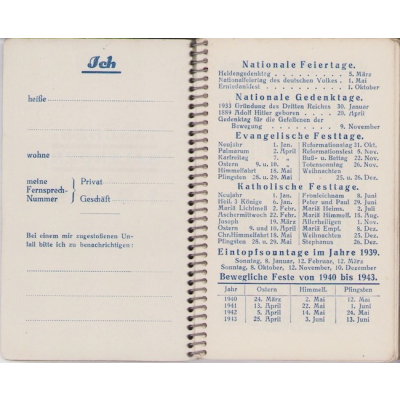 Ich
heiße
wohne
meine
Fernsprech-
Nummer
Privat
Geschäft
Bei einem mir zugestoßenen Un-
fall bitte ich zu benachrichtigen:
Nationale Feiertage.
Heldengedenktag . . . . . . . . 5. März
Nationalfeiertag des deutschen Volkes . 1. Mai
Erntedanktag . . . . . . . . 1. Oktober
Nationale Gedenktage.
1933 Gründung des Dritten Reiches 30. Januar
1889 Adolf Hitler geboren . . . . 20. April
Gedenktag für die Gefallenen der
Bewegung . . . . . . . 9. November
Evangelische Festtage.
Neujahr 1. Jan. Reformationstag 31. Okt.
Palmarum 2. April Reformationsfest 5. Nov.
Karfreitag 7. „ Buß- u. Bettag 22. Nov.
Ostern 9. u. 10. „ Totensonntag 26. Nov.
Himmelfahrt 18. Mai Weihnachten
Pfingsten 28. u. 29. Mai 25. u. 26. Dez.
Katholische Festtage.
Neujahr 1. Jan. Fronleichnam 8. Juni
Heil. 3 Könige 6. Jan. Peter und Paul 29. Juni
Mariä Lichtmeß 2. Febr. Mariä Heims. 2. Juli
Aschermittwoch 22. Febr. Mariä Himmelf. 15. Aug.
Joseph 19. März Allerheiligen 1. Nov.
Ostern 9. und 10. April Mariä Empf. 8. Dez.
Chr. Himmelfahrt 18. Mai Weihnachten 25. Dez.
Pfingsten 28. u. 29. Mai Stephanus 26. Dez.
Eintopfsonntage im Jahre 1939.
Sonntag, 8. Januar, 12. Februar, 12. März
Sonntag, 8. Oktober, 12. November, 10. Dezember
Bewegliche Feste von 1940 bis 1943.
Jahr Ostern Himmelf. Pfingsten
1940 24. März 2. Mai 12. Mai
1941 13. April 22. Mai 1. Juni
1942 5. April 14. Mai 24. Mai
1943 25. April 3. Juni 13. Juni